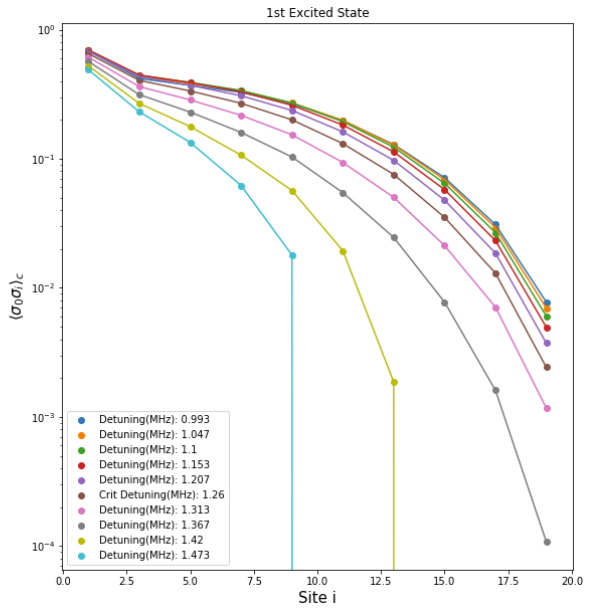 1st Excited State
10⁰
10⁻¹
10⁻²
10⁻³
10⁻⁴
⟨σ₀σᵢ⟩c
Detuning(MHz): 0.993
Detuning(MHz): 1.047
Detuning(MHz): 1.1
Detuning(MHz): 1.153
Detuning(MHz): 1.207
Crit Detuning(MHz): 1.26
Detuning(MHz): 1.313
Detuning(MHz): 1.367
Detuning(MHz): 1.42
Detuning(MHz): 1.473
0.0 2.5 5.0 7.5 10.0 12.5 15.0 17.5 20.0
Site i